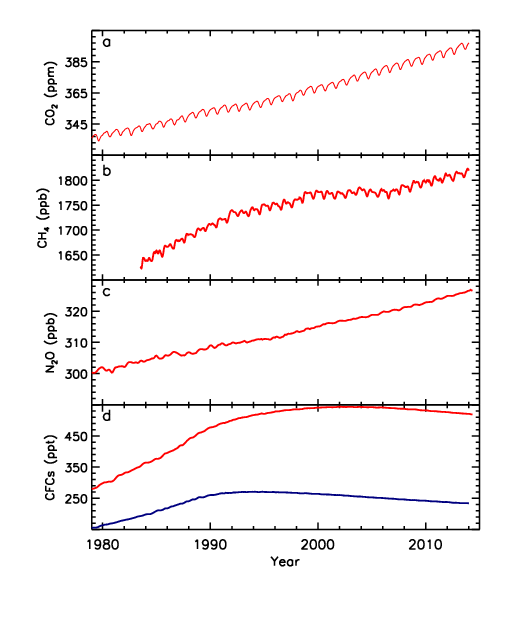 a
385
365
345
CO₂ (ppm)
b
1800
1750
1700
1650
CH₄ (ppb)
c
320
310
300
N₂O (ppb)
d
450
350
250
CFCs (ppt)
1980 1990 2000 2010
Year